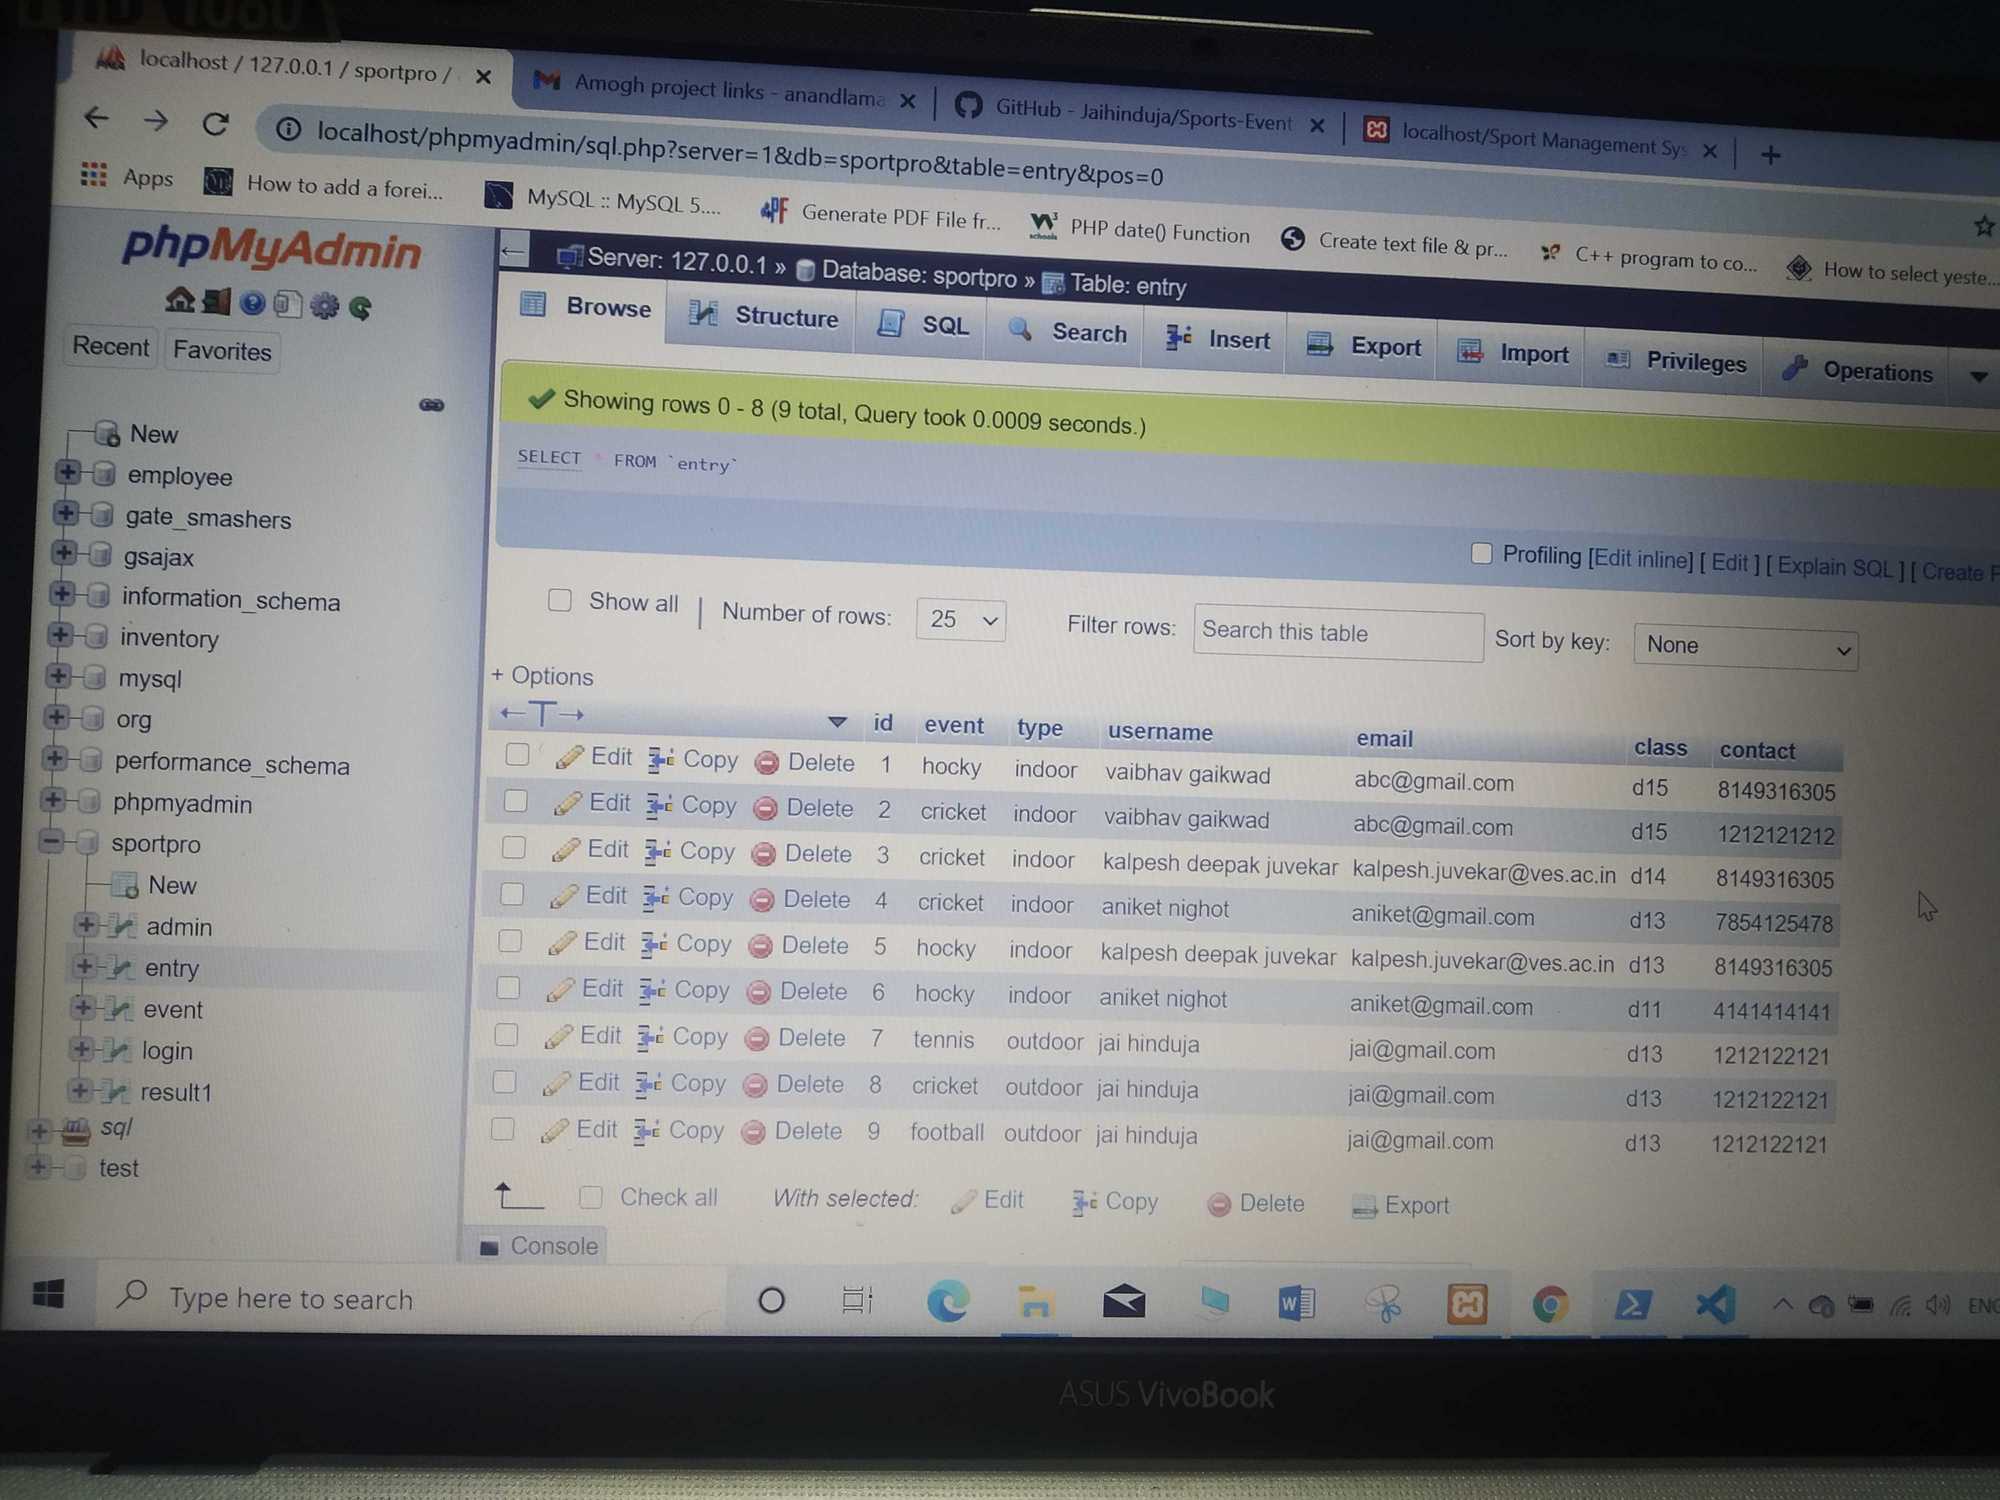 1080
localhost / 127.0.0.1 / sportpro /
Amogh project links - anandlama
GitHub - Jaihinduja/Sports-Event
localhost/Sport Management Sys
localhost/phpmyadmin/sql.php?server=1&db=sportpro&table=entry&pos=0
Apps How to add a forei... MySQL :: MySQL 5.... Generate PDF File fr... PHP date() Function Create text file & pr... C++ program to co... How to select yeste...
phpMyAdmin
Recent Favorites
New
employee
gate_smashers
gsajax
information_schema
inventory
mysql
org
performance_schema
phpmyadmin
sportpro
New
admin
entry
event
login
result1
sql
test
Server: 127.0.0.1 » Database: sportpro » Table: entry
Browse Structure SQL Search Insert Export Import Privileges Operations
Showing rows 0 - 8 (9 total, Query took 0.0009 seconds.)
SELECT * FROM `entry`
Profiling [Edit inline] [ Edit ] [ Explain SQL ] [ Create P
Show all | Number of rows: 25 Filter rows: Search this table Sort by key: None
+ Options
←T→ id event type username email class contact
Edit Copy Delete 1 hocky indoor vaibhav gaikwad abc@gmail.com d15 8149316305
Edit Copy Delete 2 cricket indoor vaibhav gaikwad abc@gmail.com d15 1212121212
Edit Copy Delete 3 cricket indoor kalpesh deepak juvekar kalpesh.juvekar@ves.ac.in d14 8149316305
Edit Copy Delete 4 cricket indoor aniket nighot aniket@gmail.com d13 7854125478
Edit Copy Delete 5 hocky indoor kalpesh deepak juvekar kalpesh.juvekar@ves.ac.in d13 8149316305
Edit Copy Delete 6 hocky indoor aniket nighot aniket@gmail.com d11 4141414141
Edit Copy Delete 7 tennis outdoor jai hinduja jai@gmail.com d13 1212122121
Edit Copy Delete 8 cricket outdoor jai hinduja jai@gmail.com d13 1212122121
Edit Copy Delete 9 football outdoor jai hinduja jai@gmail.com d13 1212122121
Check all With selected: Edit Copy Delete Export
Console
Type here to search
ENG
ASUS VivoBook